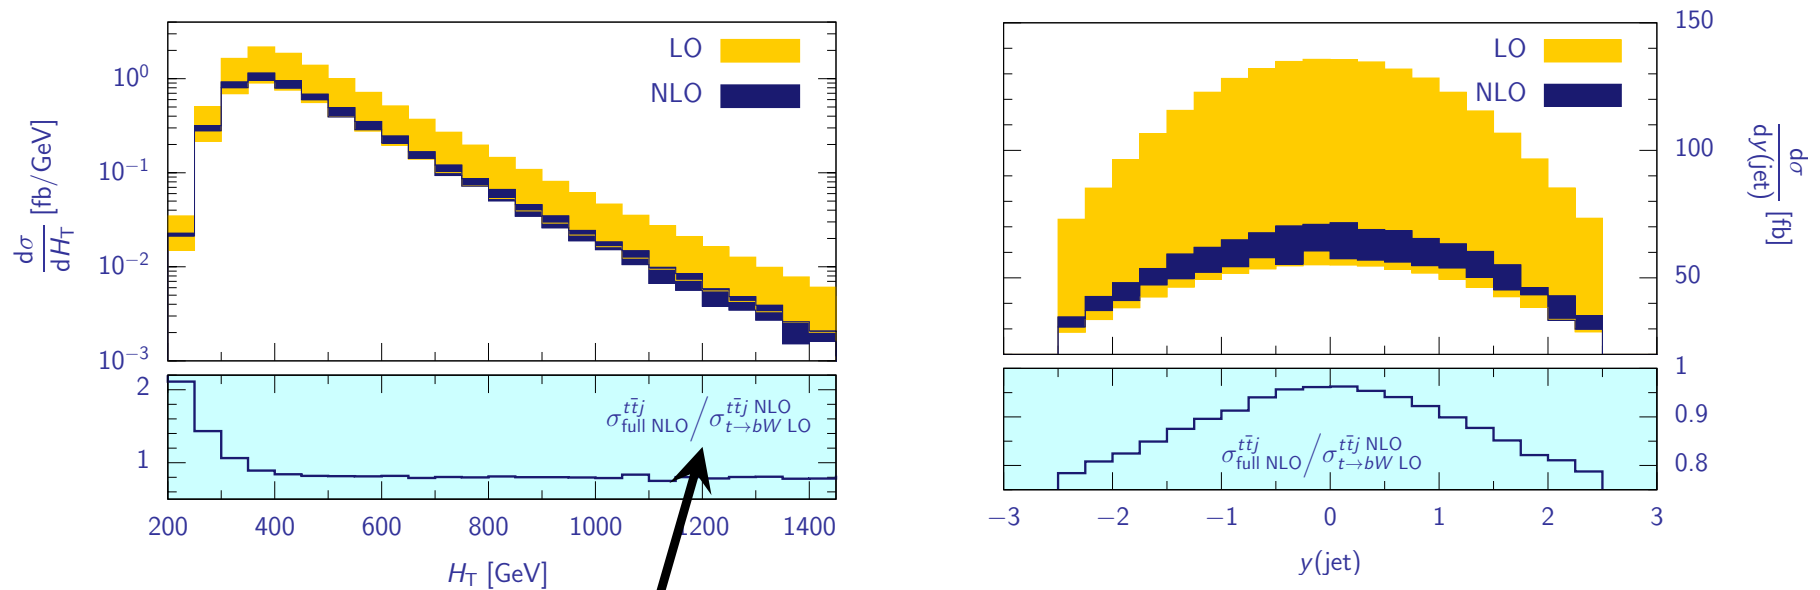 LO
NLO
10⁰
10⁻¹
10⁻²
10⁻³
dσ/dH_T [fb/GeV]
2
1
σ^{tt̄j}_{full NLO} / σ^{tt̄j NLO}_{t→bW LO}
200 400 600 800 1000 1200 1400
H_T [GeV]
LO
NLO
150
100
50
dσ/dy(jet) [fb]
1
0.9
0.8
σ^{tt̄j}_{full NLO} / σ^{tt̄j NLO}_{t→bW LO}
−3 −2 −1 0 1 2 3
y(jet)